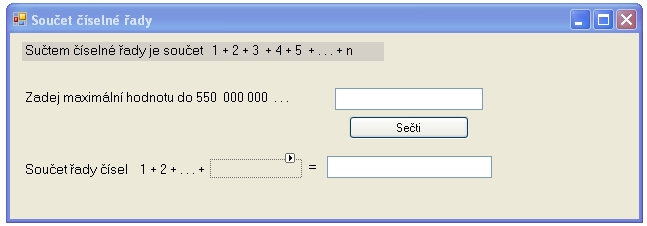 Součet číselné řady
Sučtem číselné řady je součet 1 + 2 + 3 + 4 + 5 + . . . + n
Zadej maximální hodnotu do 550 000 000 . . .
Sečti
Součet řady čísel 1 + 2 + . . . + =